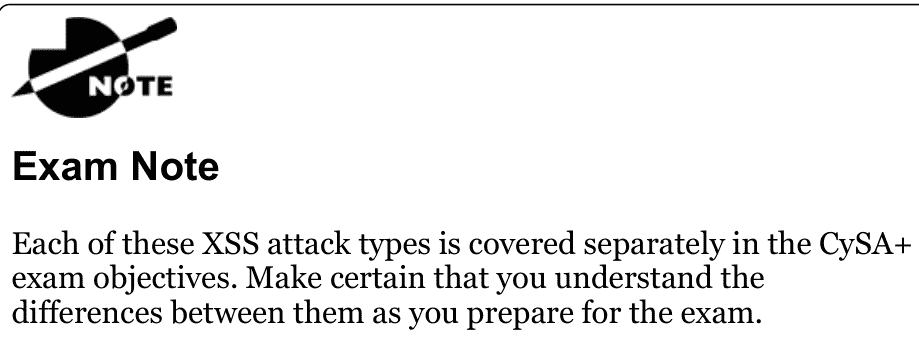 NOTE
Exam Note
Each of these XSS attack types is covered separately in the CySA+
exam objectives. Make certain that you understand the
differences between them as you prepare for the exam.